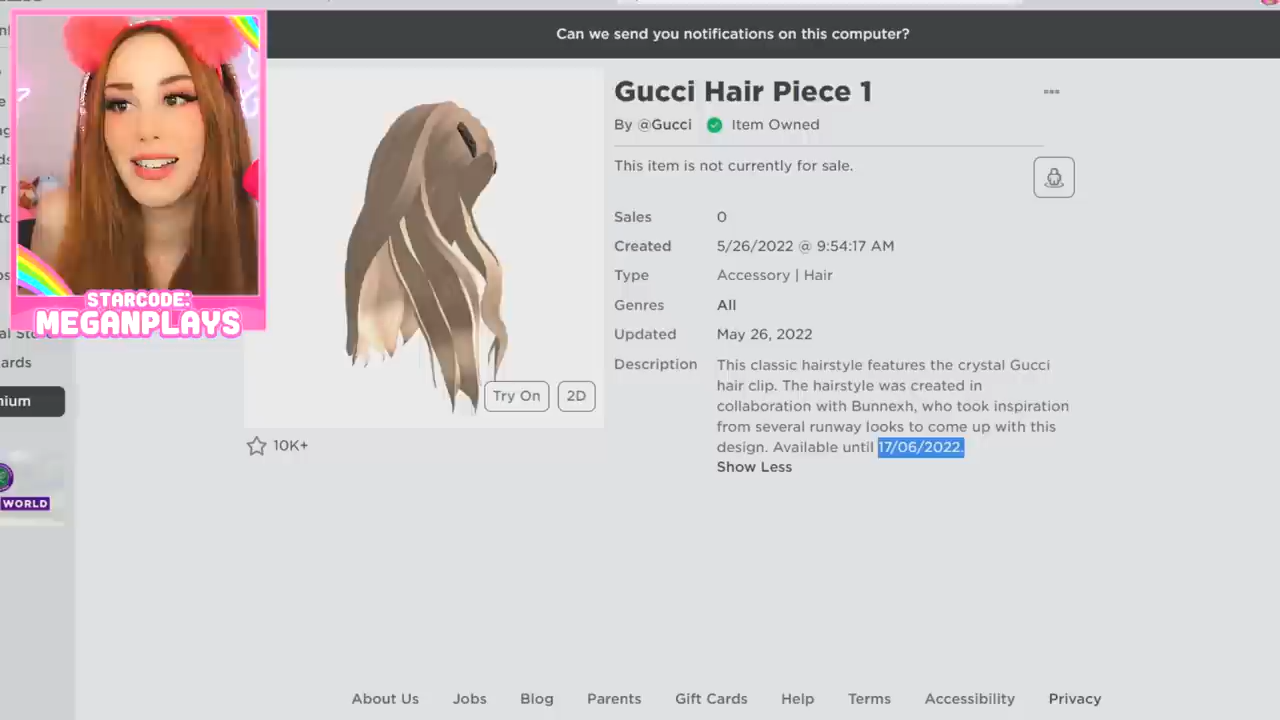 Can we send you notifications on this computer?
Gucci Hair Piece 1
By @Gucci Item Owned
This item is not currently for sale.
Sales 0
Created 5/26/2022 @ 9:54:17 AM
Type Accessory | Hair
Genres All
Updated May 26, 2022
Description This classic hairstyle features the crystal Gucci
hair clip. The hairstyle was created in
collaboration with Bunnexh, who took inspiration
from several runway looks to come up with this
design. Available until 17/06/2022.
Show Less
STARCODE:
MEGANPLAYS
ards
nium
WORLD
Try On 2D
10K+
About Us Jobs Blog Parents Gift Cards Help Terms Accessibility Privacy